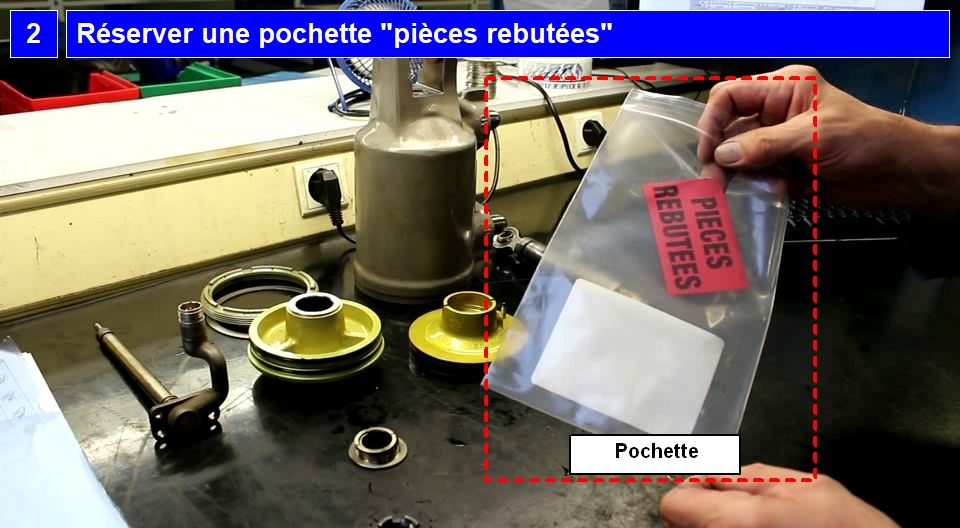 2
Réserver une pochette "pièces rebutées"
PIECES
REBUTEES
Pochette